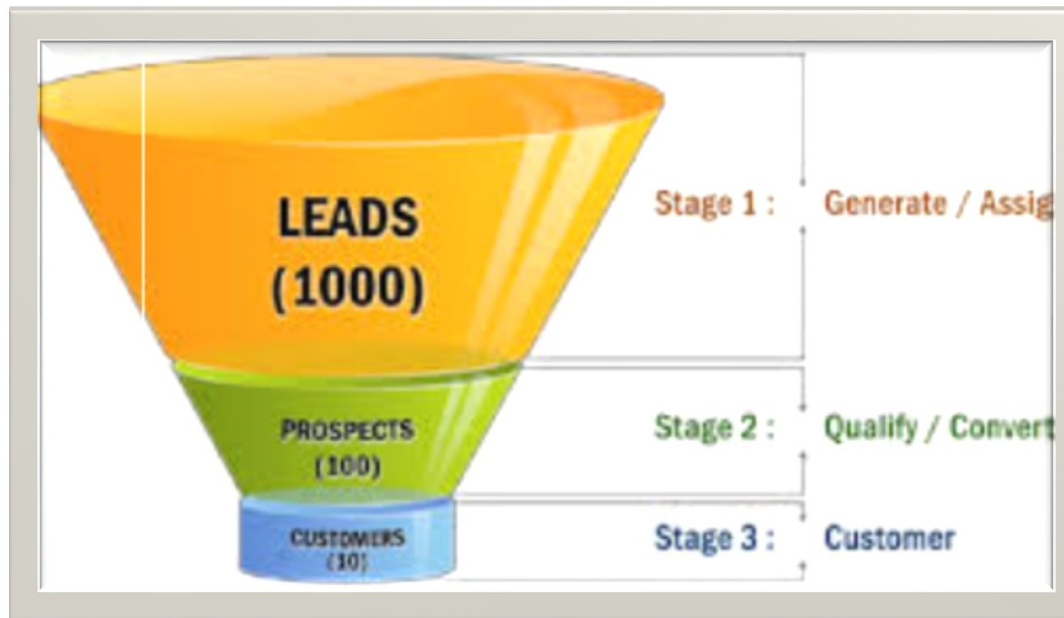 LEADS
(1000)
Stage 1 : Generate / Assig
PROSPECTS
(100)
Stage 2 : Qualify / Convert
CUSTOMERS
(10)
Stage 3 : Customer